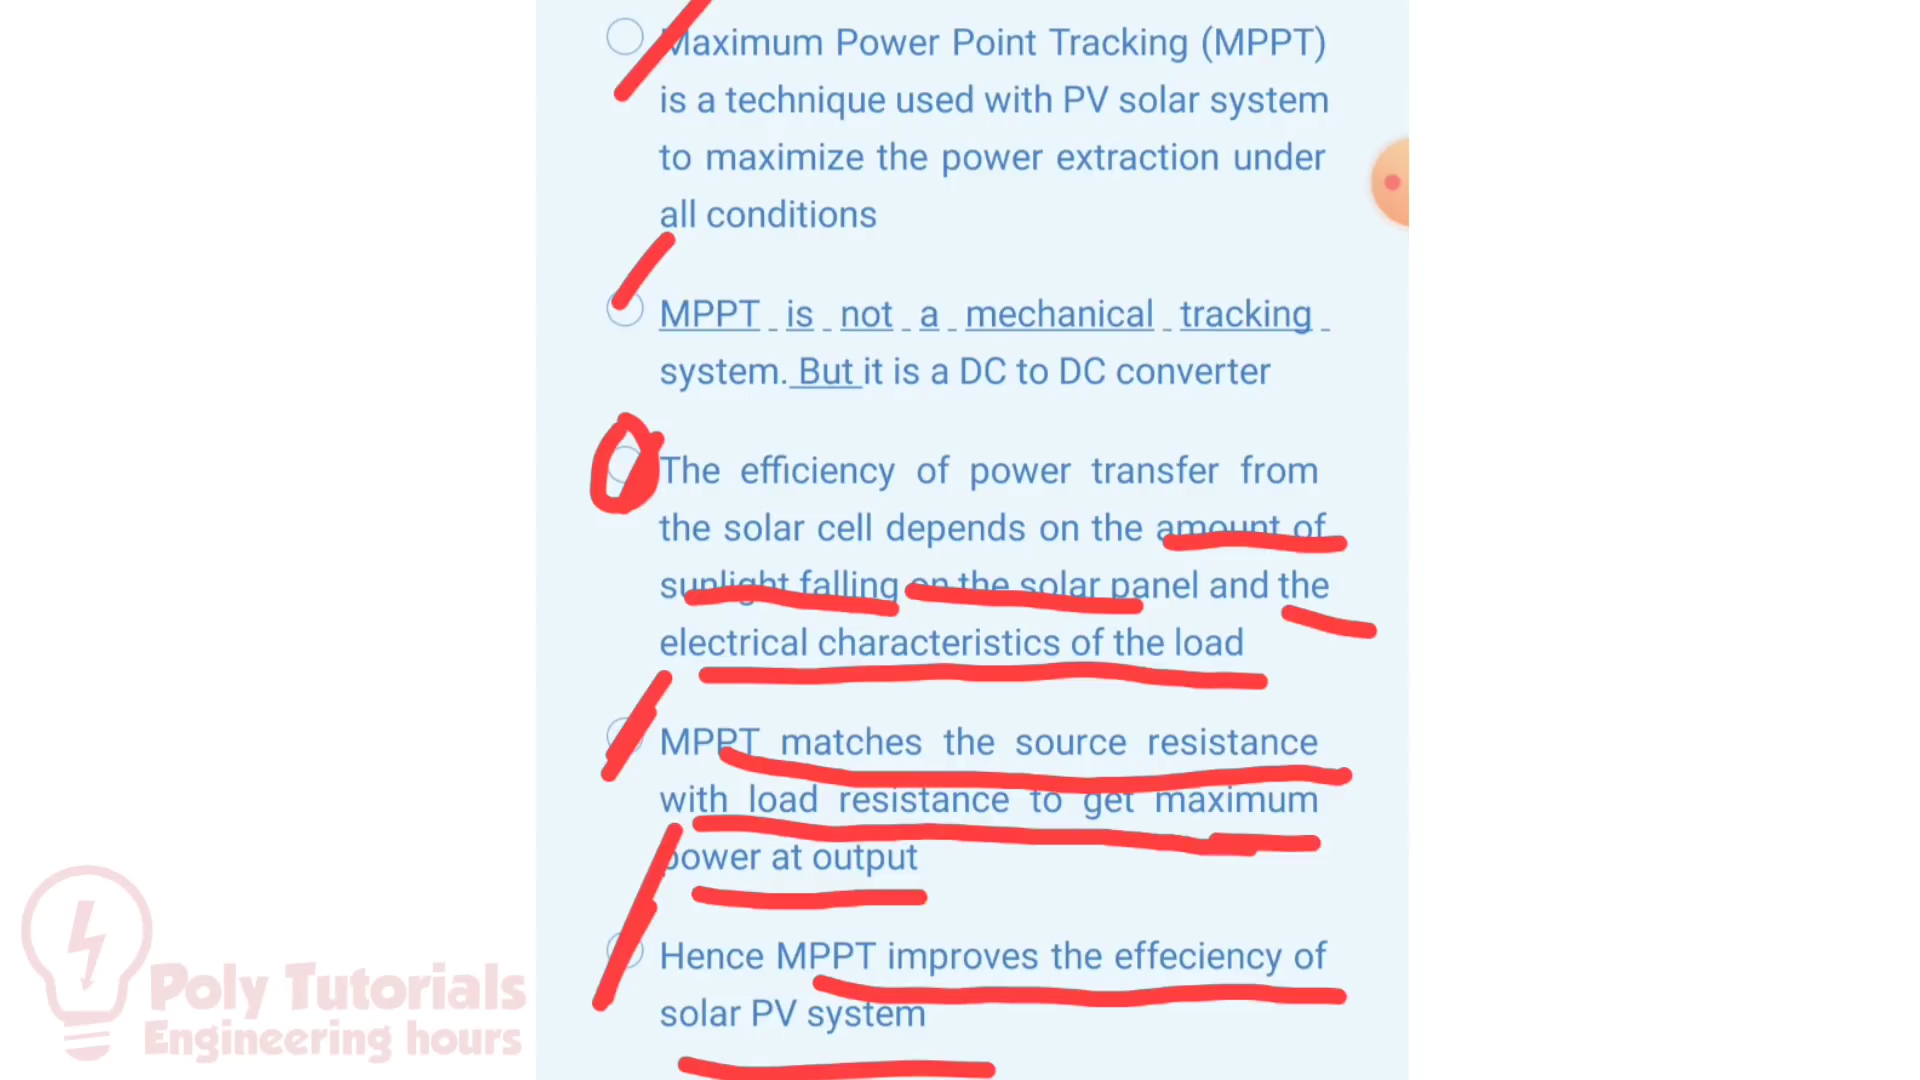 Maximum Power Point Tracking (MPPT)
is a technique used with PV solar system
to maximize the power extraction under
all conditions
MPPT is not a mechanical tracking
system. But it is a DC to DC converter
The efficiency of power transfer from
the solar cell depends on the amount of
sunlight falling on the solar panel and the
electrical characteristics of the load
MPPT matches the source resistance
with load resistance to get maximum
power at output
Hence MPPT improves the effeciency of
solar PV system
Poly Tutorials
Engineering hours